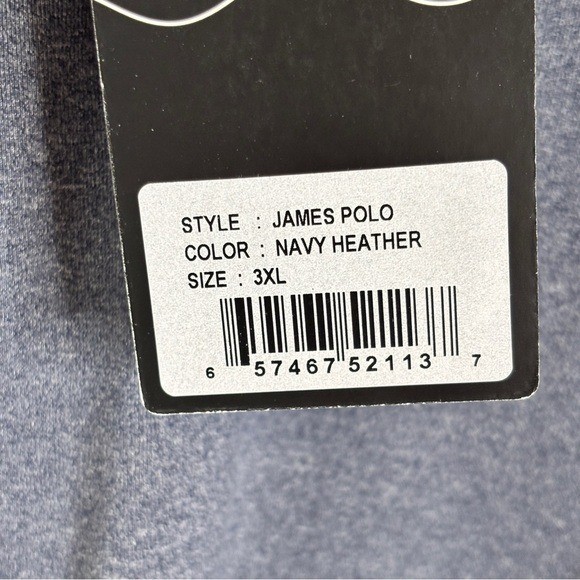 STYLE : JAMES POLO
COLOR : NAVY HEATHER
SIZE : 3XL
6 57467 52113 7